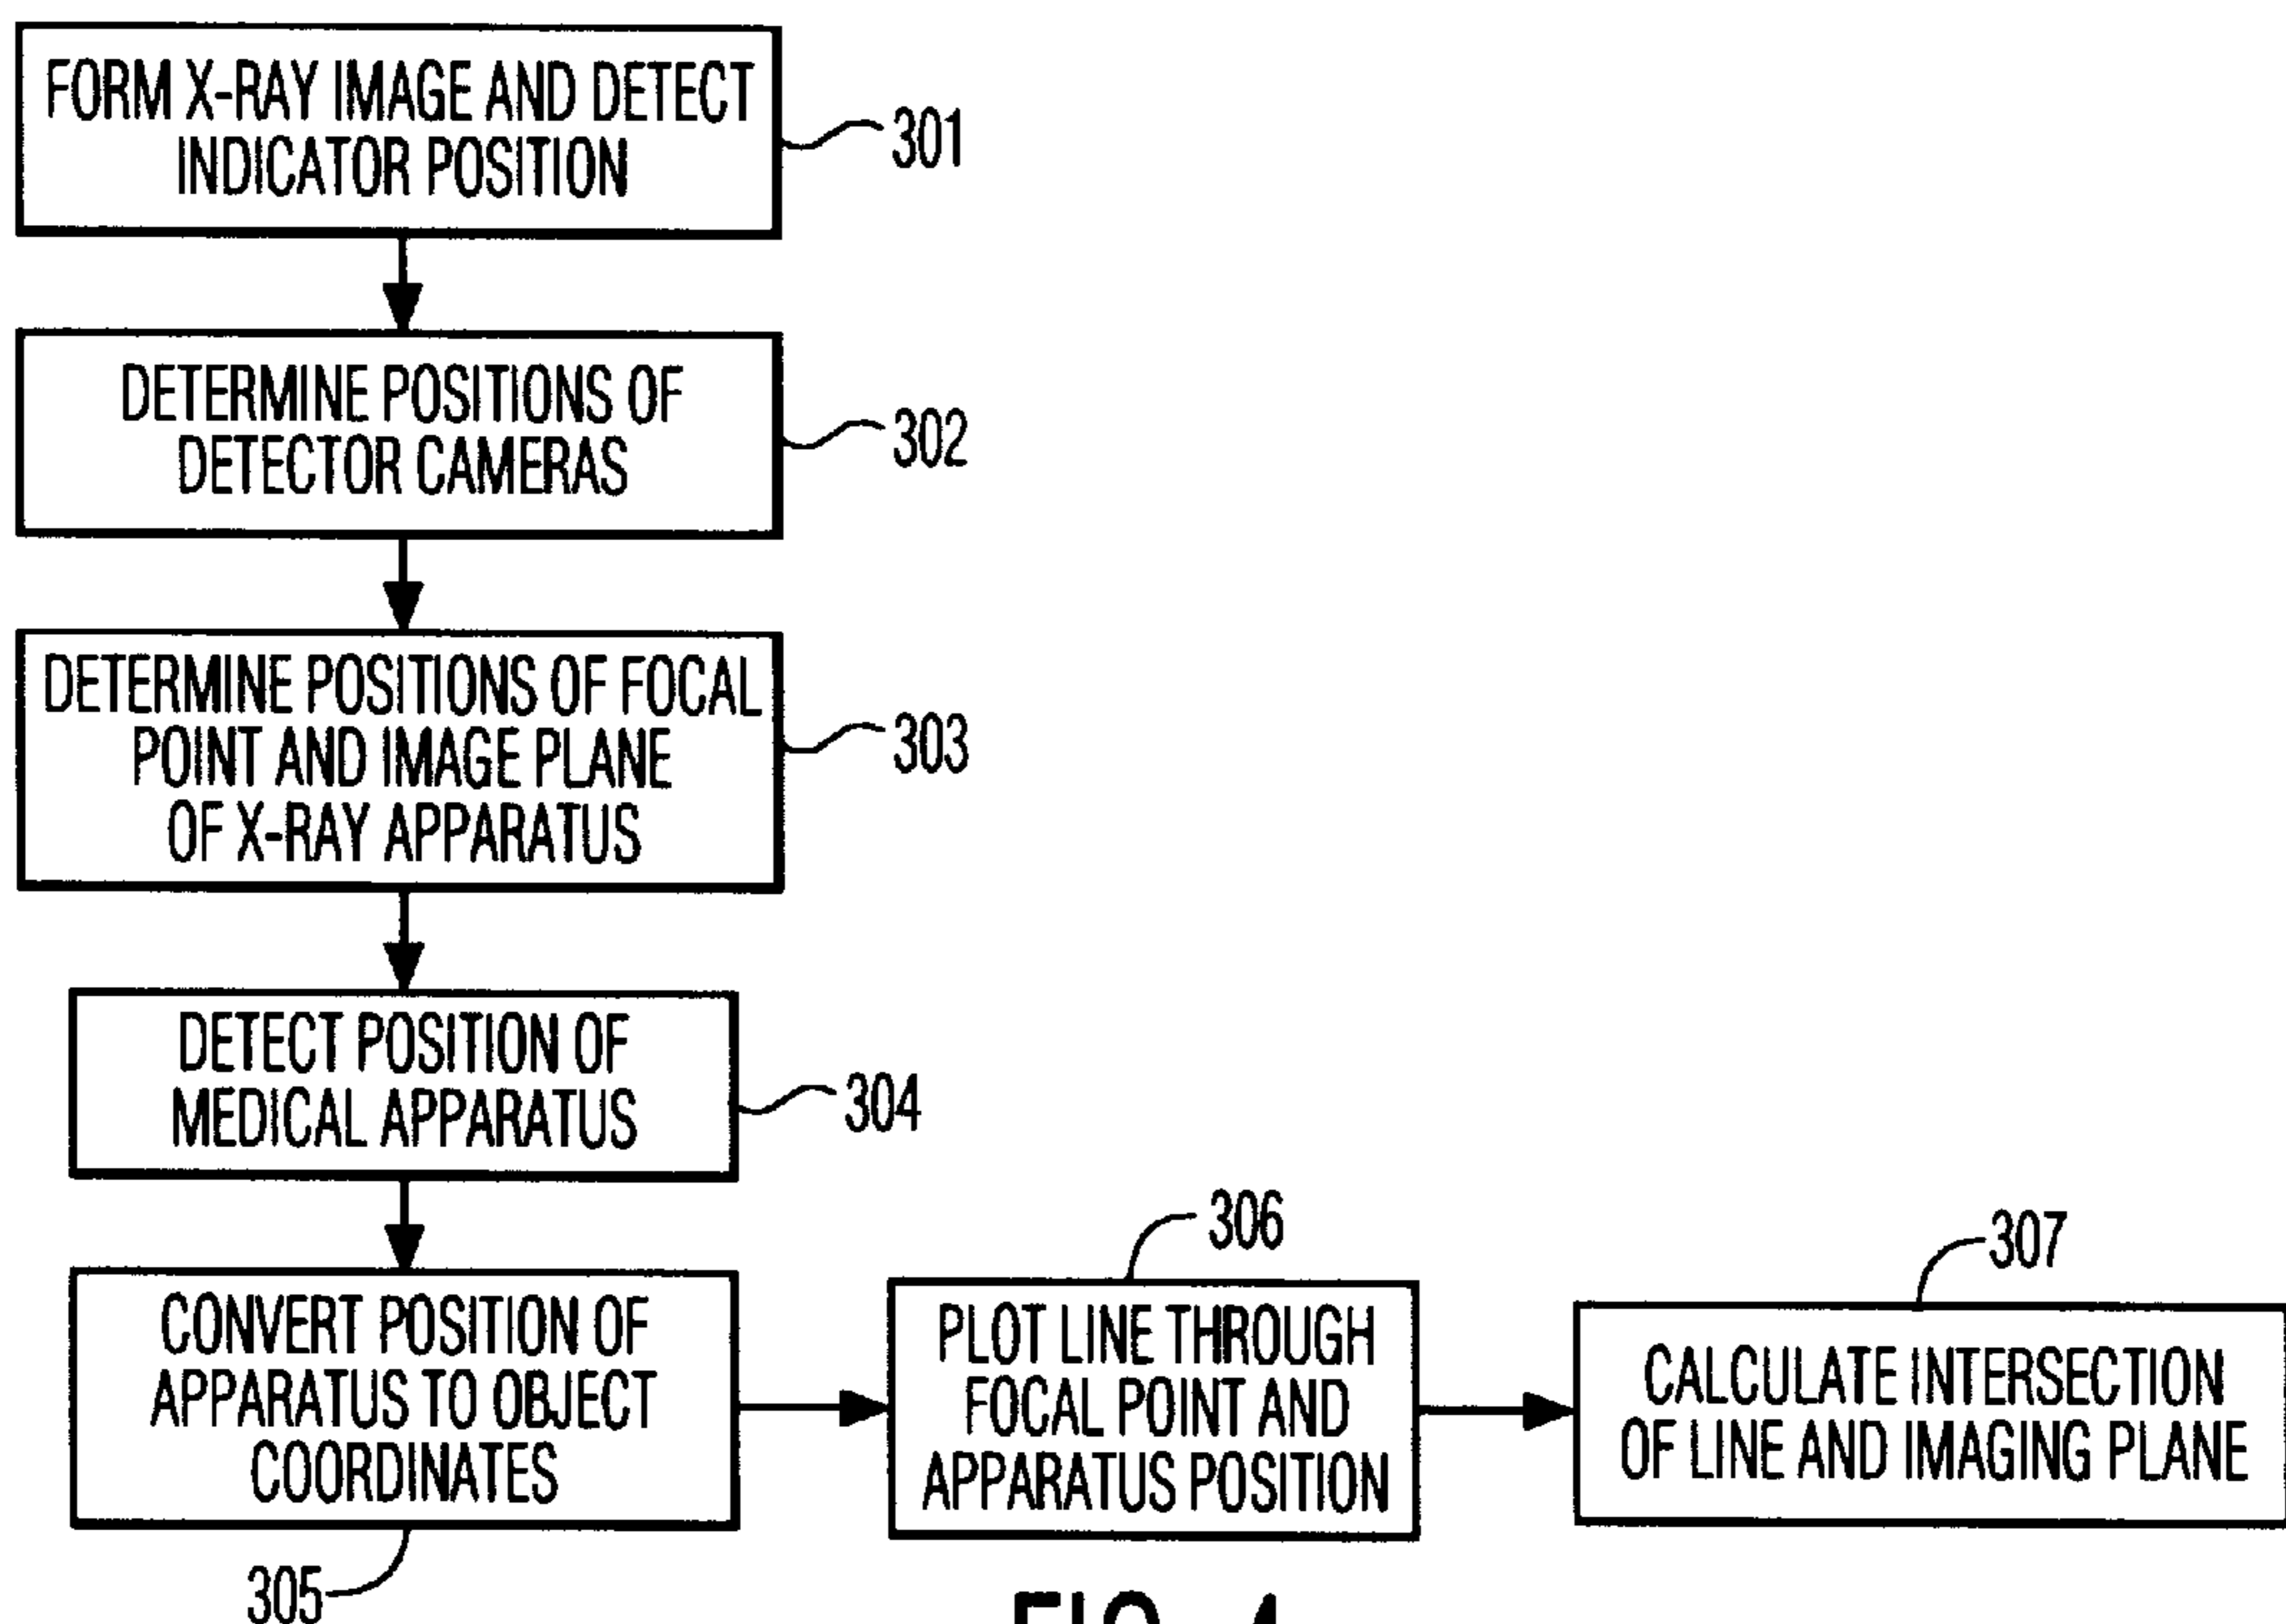 FORM X-RAY IMAGE AND DETECT
INDICATOR POSITION
301
DETERMINE POSITIONS OF
DETECTOR CAMERAS
302
DETERMINE POSITIONS OF FOCAL
POINT AND IMAGE PLANE
OF X-RAY APPARATUS
303
DETECT POSITION OF
MEDICAL APPARATUS
304
CONVERT POSITION OF
APPARATUS TO OBJECT
COORDINATES
305
306
PLOT LINE THROUGH
FOCAL POINT AND
APPARATUS POSITION
307
CALCULATE INTERSECTION
OF LINE AND IMAGING PLANE